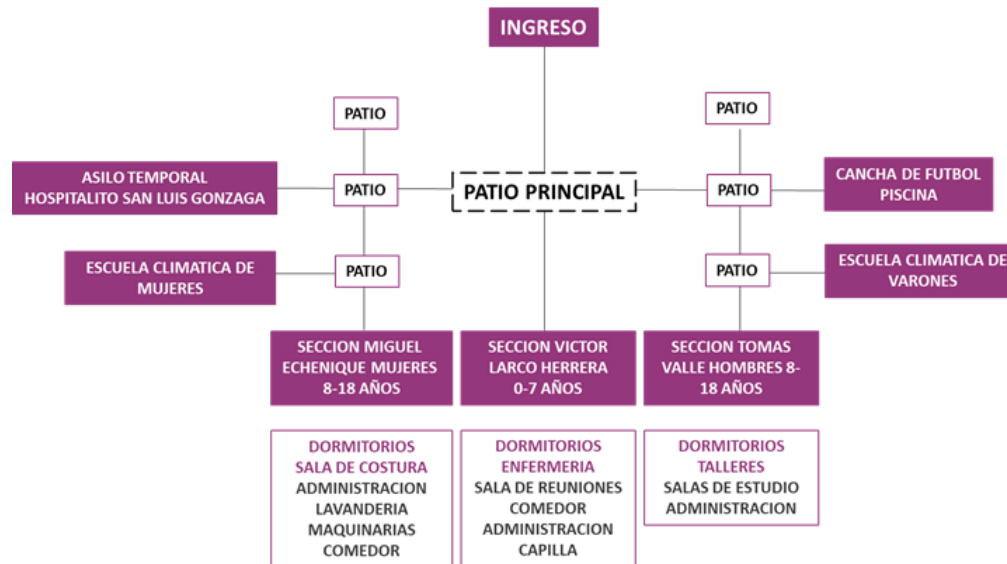 INGRESO
PATIO
PATIO
ASILO TEMPORAL
HOSPITALITO SAN LUIS GONZAGA
PATIO
PATIO PRINCIPAL
PATIO
CANCHA DE FUTBOL
PISCINA
ESCUELA CLIMATICA DE
MUJERES
PATIO
PATIO
ESCUELA CLIMATICA DE
VARONES
SECCION MIGUEL
ECHENIQUE MUJERES
8-18 AÑOS
SECCION VICTOR
LARCO HERRERA
0-7 AÑOS
SECCION TOMAS
VALLE HOMBRES 8-
18 AÑOS
DORMITORIOS
SALA DE COSTURA
ADMINISTRACION
LAVANDERIA
MAQUINARIAS
COMEDOR
DORMITORIOS
ENFERMERIA
SALA DE REUNIONES
COMEDOR
ADMINISTRACION
CAPILLA
DORMITORIOS
TALLERES
SALAS DE ESTUDIO
ADMINISTRACION